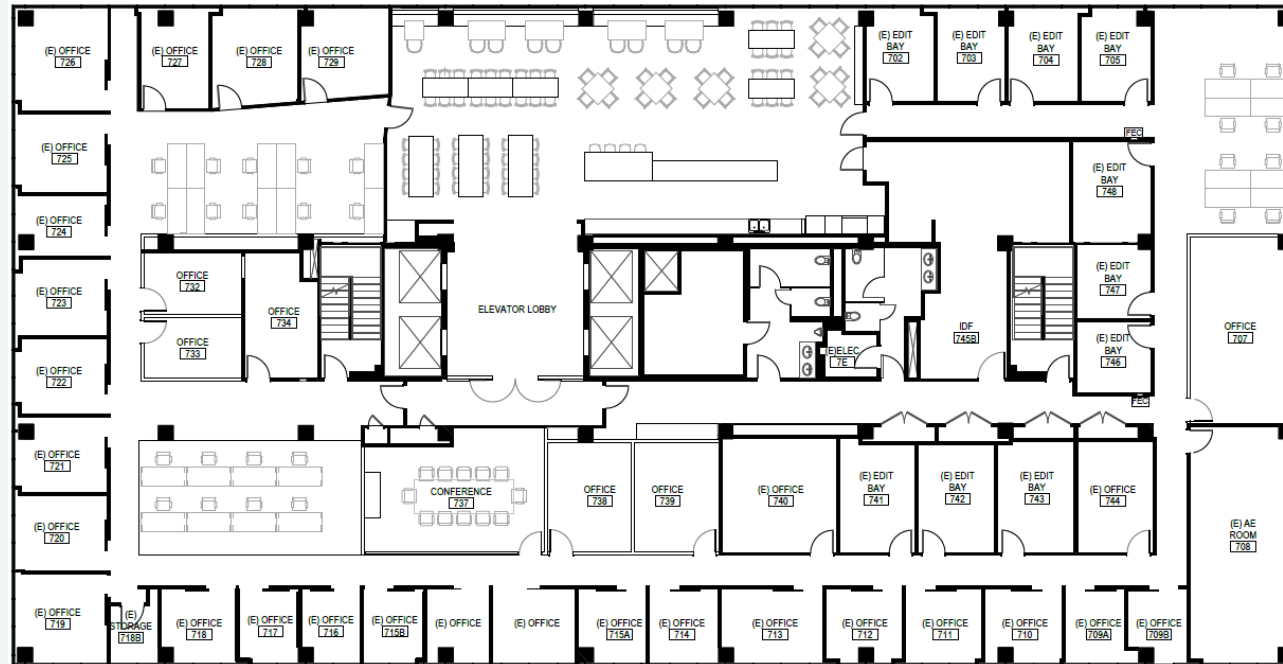 (E) OFFICE
726
(E) OFFICE
727
(E) OFFICE
728
(E) OFFICE
729
(E) EDIT
BAY
702
(E) EDIT
BAY
703
(E) EDIT
BAY
704
(E) EDIT
BAY
705
FEC
(E) OFFICE
725
(E) EDIT
BAY
748
(E) OFFICE
724
OFFICE
732
(E) OFFICE
723
OFFICE
734
ELEVATOR LOBBY
(E) EDIT
BAY
747
OFFICE
733
IDF
745B
OFFICE
707
(E)ELEC
7E
(E) EDIT
BAY
746
(E) OFFICE
722
FEC
(E) OFFICE
721
CONFERENCE
737
OFFICE
738
OFFICE
739
(E) OFFICE
740
(E) EDIT
BAY
741
(E) EDIT
BAY
742
(E) EDIT
BAY
743
(E) OFFICE
744
(E) OFFICE
720
(E) AE
ROOM
708
(E) OFFICE
719
(E)
STORAGE
718B
(E) OFFICE
718
(E) OFFICE
717
(E) OFFICE
716
(E) OFFICE
715B
(E) OFFICE
(E) OFFICE
(E) OFFICE
715A
(E) OFFICE
714
(E) OFFICE
713
(E) OFFICE
712
(E) OFFICE
711
(E) OFFICE
710
(E) OFFICE
709A
(E) OFFICE
709B